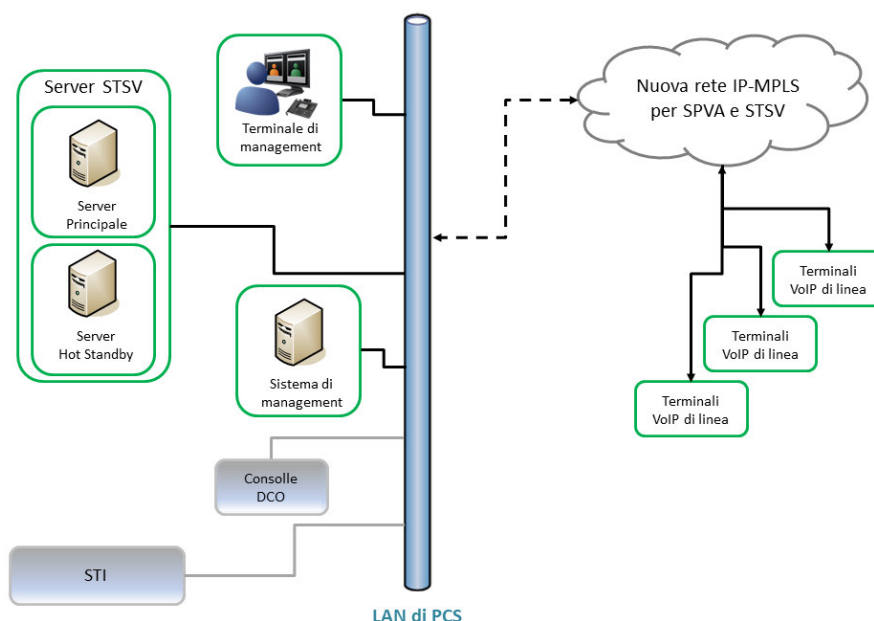 Server STSV
Server
Principale
Server
Hot Standby
Terminale di
management
Sistema di
management
Consolle
DCO
STI
LAN di PCS
Nuova rete IP-MPLS
per SPVA e STSV
Terminali
VoIP di linea
Terminali
VoIP di linea
Terminali
VoIP di linea